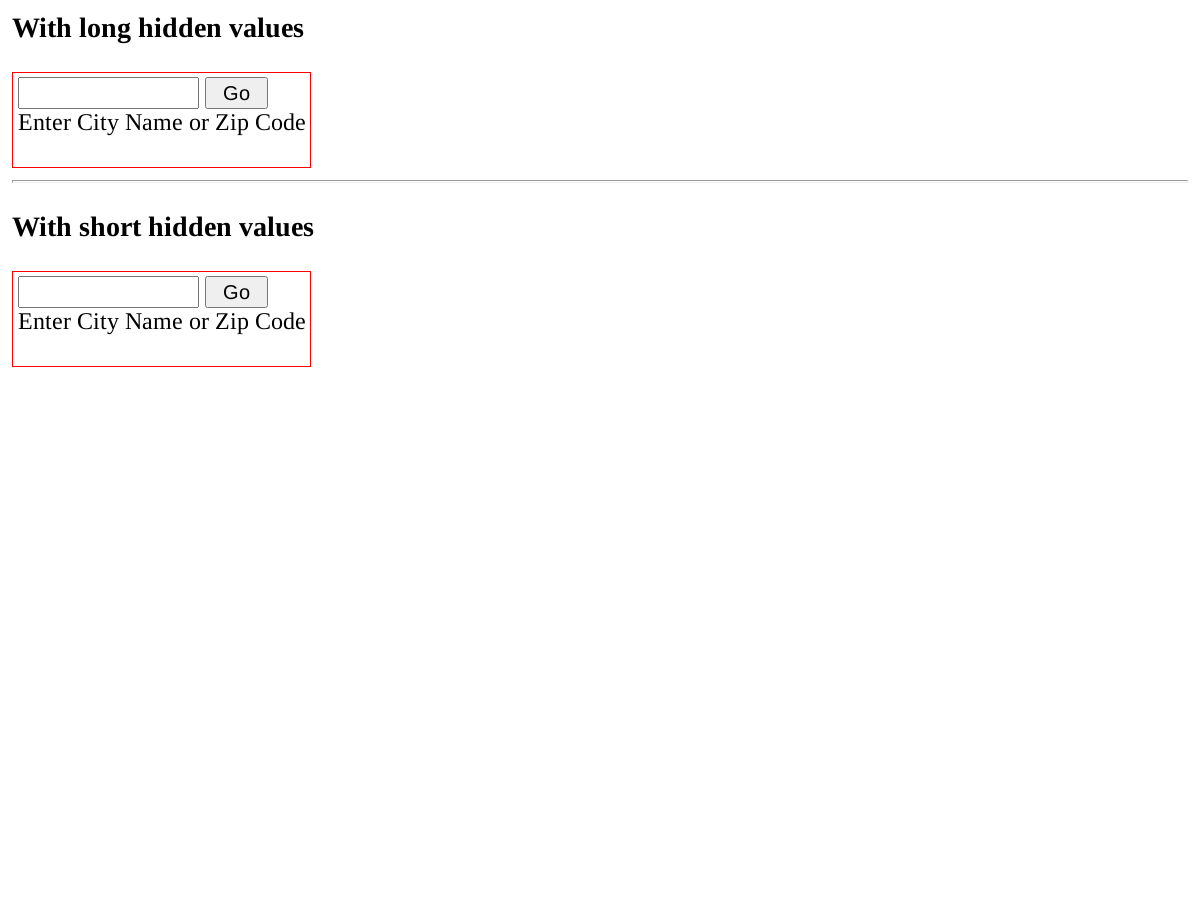 With long hidden values
Go
Enter City Name or Zip Code
With short hidden values
Go
Enter City Name or Zip Code